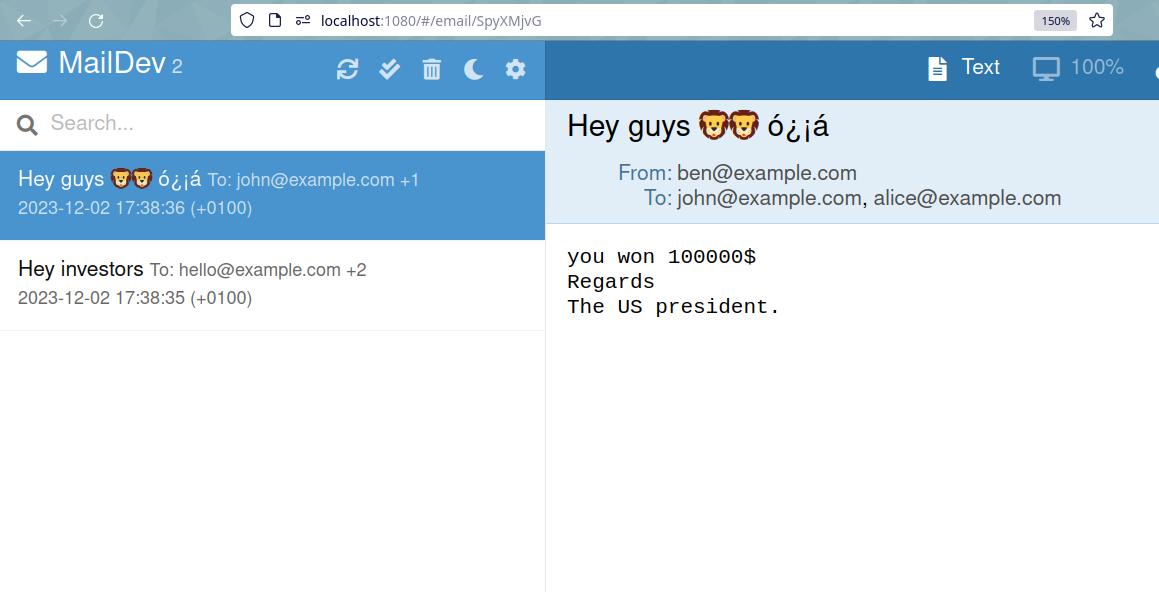 localhost:1080/#/email/SpyXMjvG 150%
MailDev 2
Text 100%
Search...
Hey guys 🦁🦁 ó¿¡á To: john@example.com +1
2023-12-02 17:38:36 (+0100)
Hey investors To: hello@example.com +2
2023-12-02 17:38:35 (+0100)
Hey guys 🦁🦁 ó¿¡á
From: ben@example.com
To: john@example.com, alice@example.com
you won 100000$
Regards
The US president.